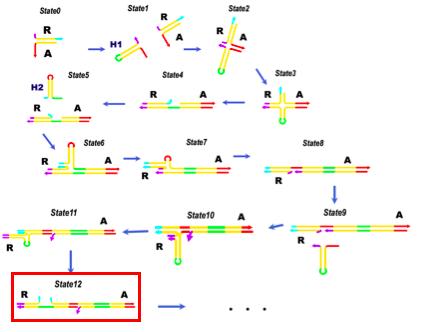 State0 State1 State2
R R R
A H1 A A
State5 State4 State3
H2 R A R A
R A
State6 State7 State8
R A R A A
R
State11 State10 State9
A A A
R R R
State12
R A
. . .